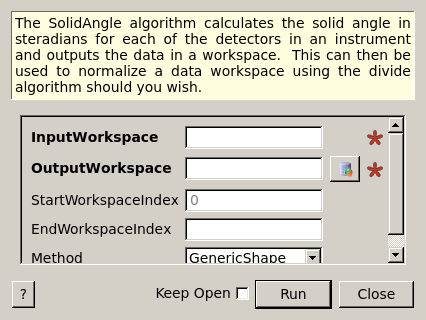 The SolidAngle algorithm calculates the solid angle in
steradians for each of the detectors in an instrument
and outputs the data in a workspace. This can then be
used to normalize a data workspace using the divide
algorithm should you wish.
InputWorkspace
OutputWorkspace
StartWorkspaceIndex 0
EndWorkspaceIndex
Method GenericShape
? Keep Open Run Close